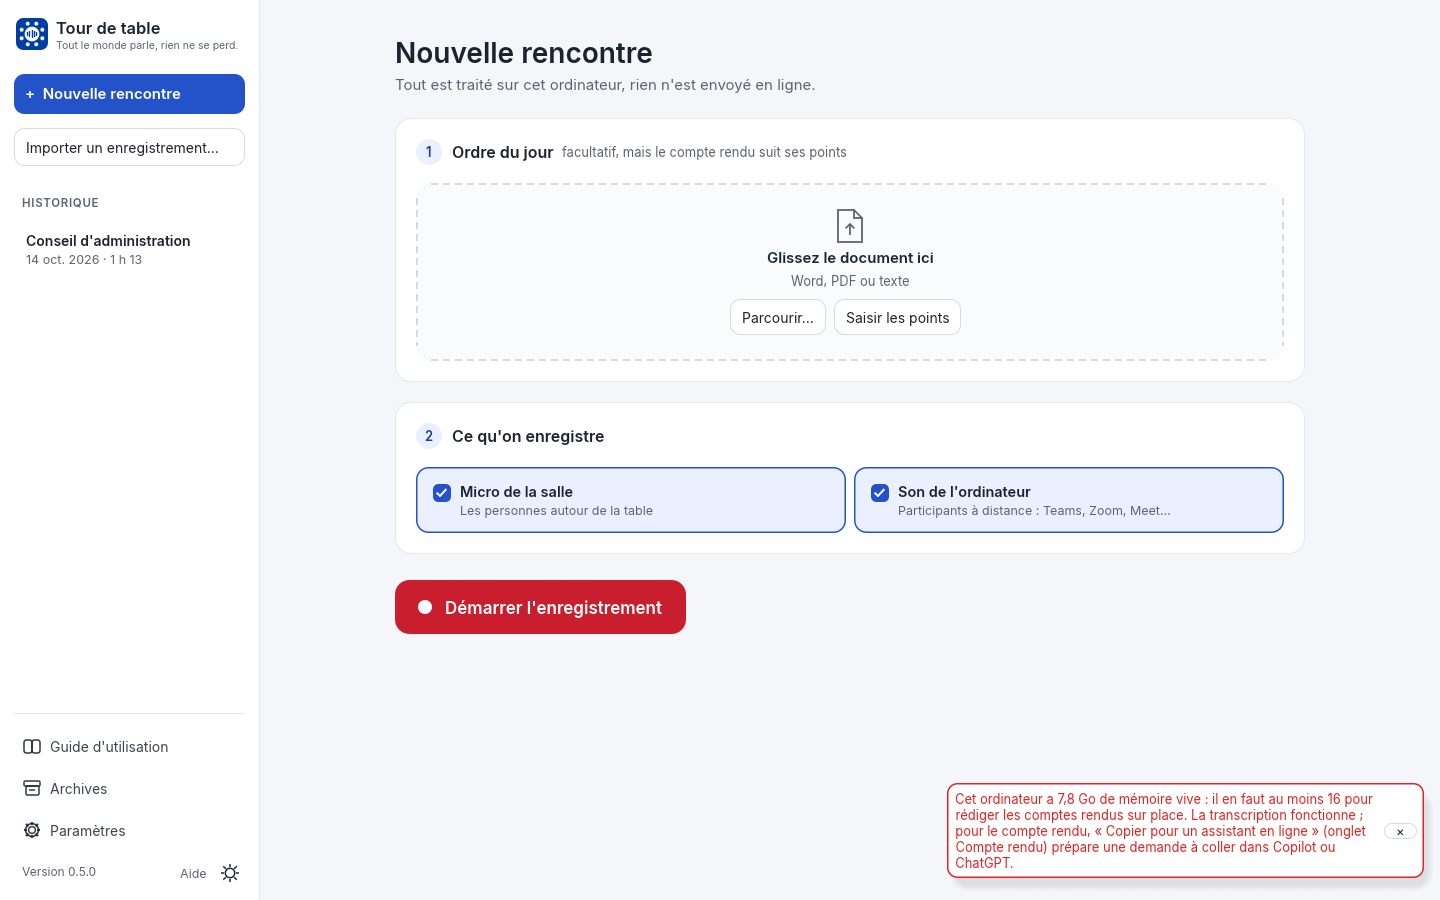 Tour de table
Tout le monde parle, rien ne se perd.
+ Nouvelle rencontre
Importer un enregistrement...
HISTORIQUE
Conseil d'administration
14 oct. 2026 · 1 h 13
Guide d'utilisation
Archives
Paramètres
Version 0.5.0
Aide
Nouvelle rencontre
Tout est traité sur cet ordinateur, rien n'est envoyé en ligne.
1 Ordre du jour facultatif, mais le compte rendu suit ses points
Glissez le document ici
Word, PDF ou texte
Parcourir... Saisir les points
2 Ce qu'on enregistre
Micro de la salle
Les personnes autour de la table
Son de l'ordinateur
Participants à distance : Teams, Zoom, Meet...
Démarrer l'enregistrement
Cet ordinateur a 7,8 Go de mémoire vive : il en faut au moins 16 pour
rédiger les comptes rendus sur place. La transcription fonctionne ;
pour le compte rendu, « Copier pour un assistant en ligne » (onglet
Compte rendu) prépare une demande à coller dans Copilot ou
ChatGPT.
×